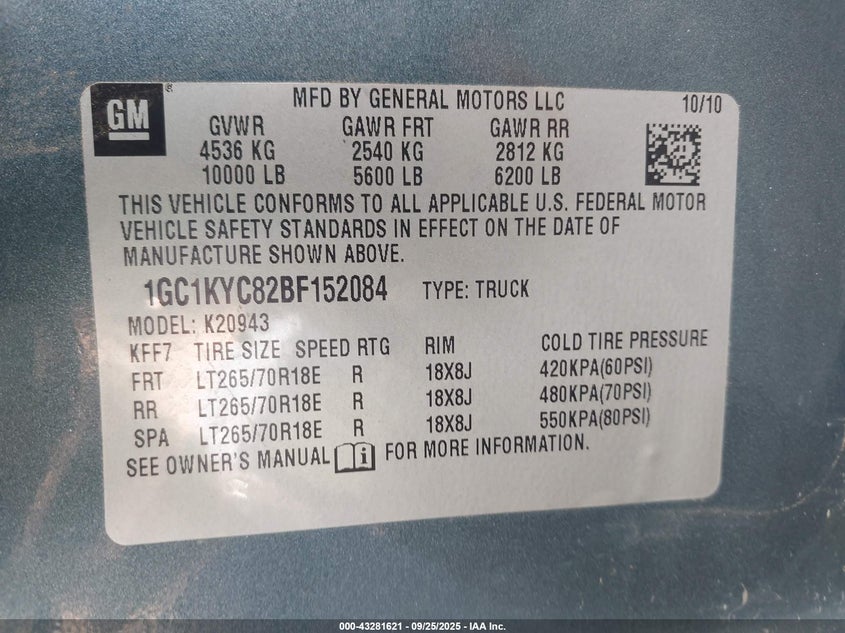 GM®
MFD BY GENERAL MOTORS LLC 10/10
GVWR GAWR FRT GAWR RR
4536 KG 2540 KG 2812 KG
10000 LB 5600 LB 6200 LB
THIS VEHICLE CONFORMS TO ALL APPLICABLE U.S. FEDERAL MOTOR
VEHICLE SAFETY STANDARDS IN EFFECT ON THE DATE OF
MANUFACTURE SHOWN ABOVE.
1GC1KYC82BF152084 TYPE: TRUCK
MODEL: K20943
KFF7 TIRE SIZE SPEED RTG RIM COLD TIRE PRESSURE
FRT LT265/70R18E R 18X8J 420KPA(60PSI)
RR LT265/70R18E R 18X8J 480KPA(70PSI)
SPA LT265/70R18E R 18X8J 550KPA(80PSI)
SEE OWNER'S MANUAL i FOR MORE INFORMATION.
000-43281621 - 09/25/2025 - IAA Inc.